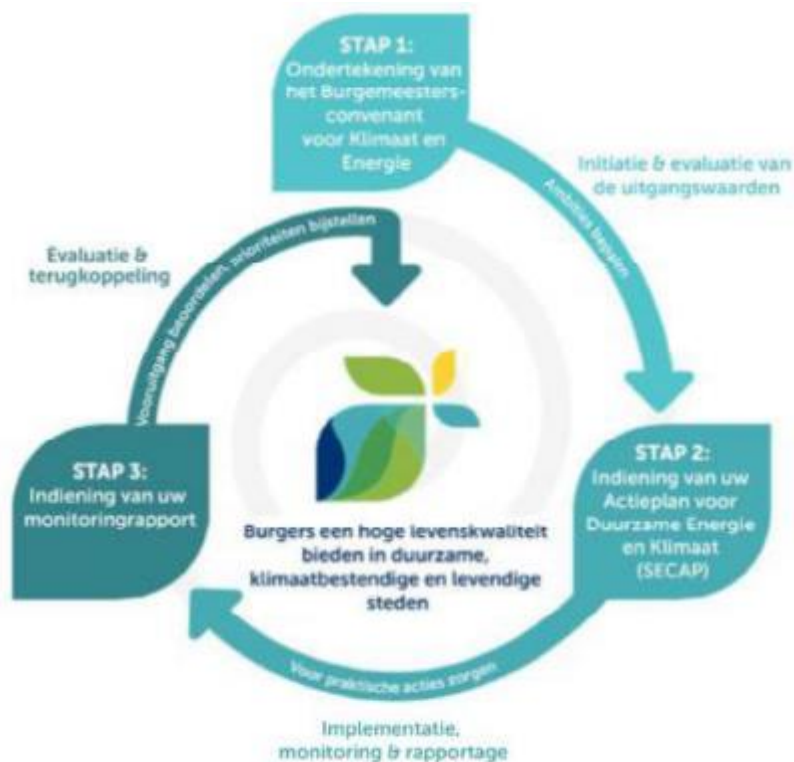 STAP 1:
Ondertekening van
het Burgemeesters-
convenant
voor Klimaat en
Energie
Initiatie & evaluatie van
de uitgangswaarden
Ambities bepalen
STAP 2:
Indiening van uw
Actieplan voor
Duurzame Energie
en Klimaat
(SECAP)
Voor praktische acties zorgen
Implementatie,
monitoring & rapportage
STAP 3:
Indiening van uw
monitoringrapport
Vooruitgang beoordelen, prioriteiten bijstellen
Evaluatie &
terugkoppeling
Burgers een hoge levenskwaliteit
bieden in duurzame,
klimaatbestendige en levendige
steden